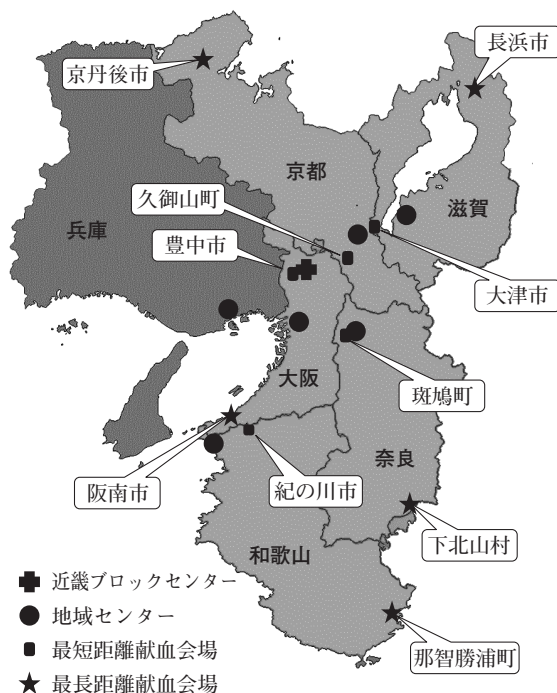 長浜市
京丹後市
京都
久御山町
滋賀
兵庫
豊中市
大津市
大阪
斑鳩町
奈良
阪南市
紀の川市
下北山村
和歌山
近畿ブロックセンター
地域センター
最短距離献血会場
那智勝浦町
最長距離献血会場